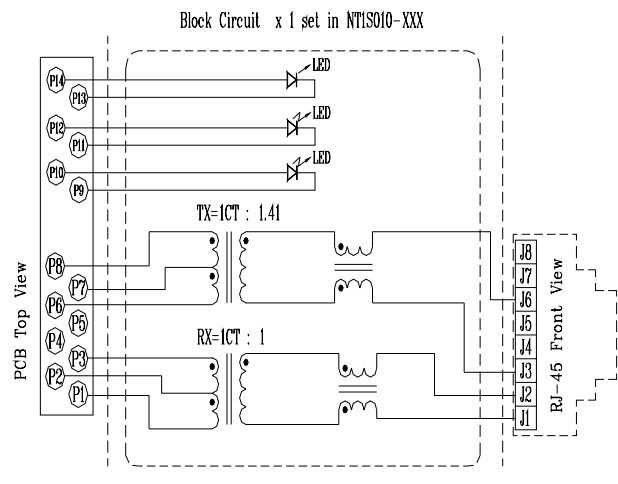 Block Circuit x 1 set in NT1S010-XXX
P14
LED
P13
P12
LED
P11
P10
LED
P9
TX=1CT : 1.41
P8
P7
P6
P5
P4
P3
P2
P1
PCB Top View
RX=1CT : 1
J8
J7
J6
J5
J4
J3
J2
J1
RJ-45 Front View